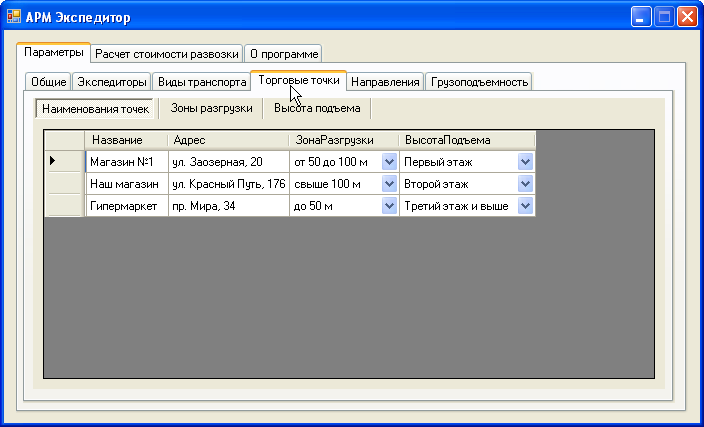 АРМ Экспедитор
Параметры Расчет стоимости развозки О программе
Общие Экспедиторы Виды транспорта Торговые точки Направления Грузоподъемность
Наименования точек Зоны разгрузки Высота подъема
Название Адрес ЗонаРазгрузки ВысотаПодъема
Магазин №1 ул. Заозерная, 20 от 50 до 100 м Первый этаж
Наш магазин ул. Красный Путь, 176 свыше 100 м Второй этаж
Гипермаркет пр. Мира, 34 до 50 м Третий этаж и выше